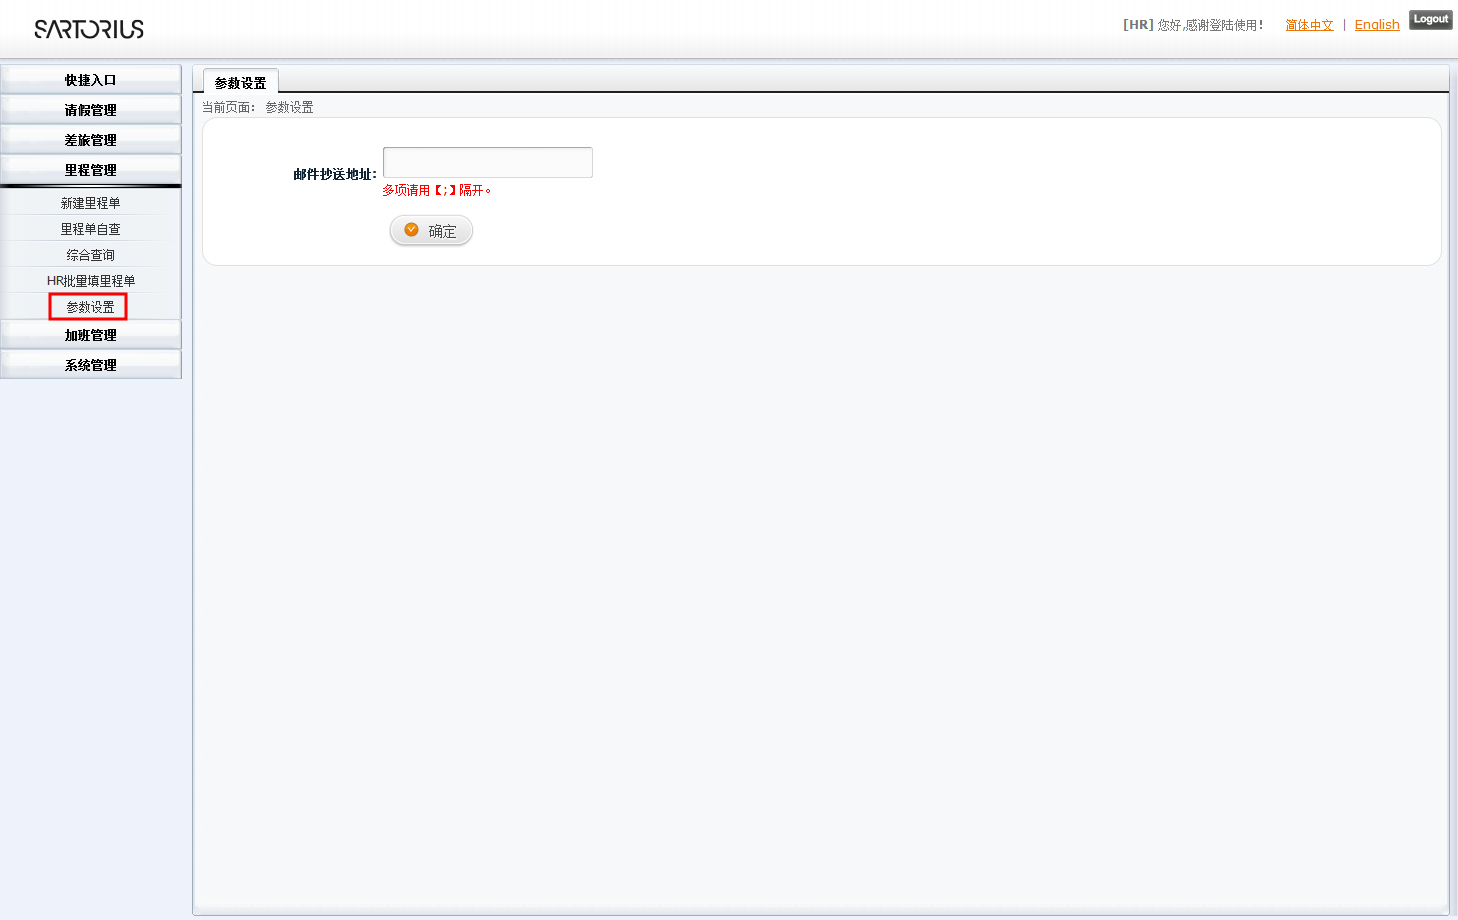 SARTORIUS
[HR] 您好,感谢登陆使用! 简体中文 | English Logout
快捷入口
请假管理
差旅管理
里程管理
新建里程单
里程单自查
综合查询
HR批量填里程单
参数设置
加班管理
系统管理
参数设置
当前页面: 参数设置
邮件抄送地址:
多项请用【;】隔开。
确定